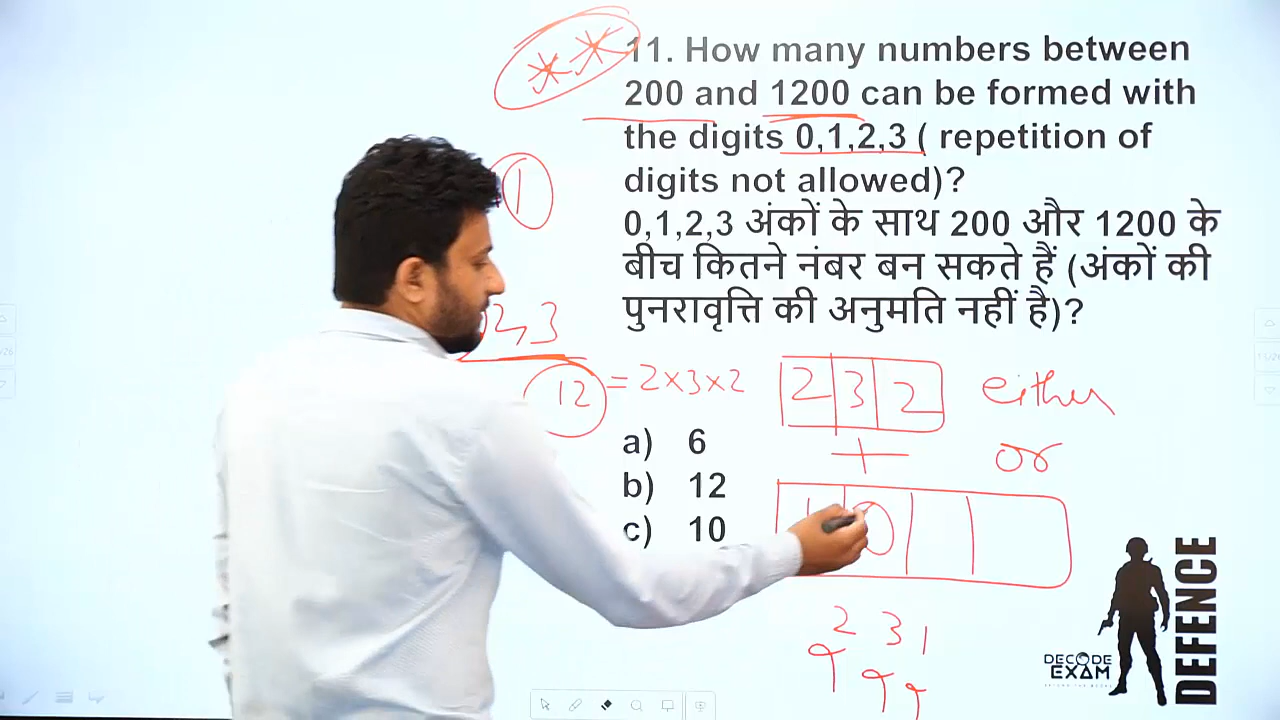 11. How many numbers between
200 and 1200 can be formed with
the digits 0,1,2,3 ( repetition of
digits not allowed)?
0,1,2,3 अंकों के साथ 200 और 1200 के
बीच कितने नंबर बन सकते हैं (अंकों की
पुनरावृत्ति की अनुमति नहीं है)?
1
2,3
12 = 2×3×2
2 3 2 either
+ or
a) 6
b) 12
c) 10
0
2 3 1
DECODE
EXAM
DEFENCE